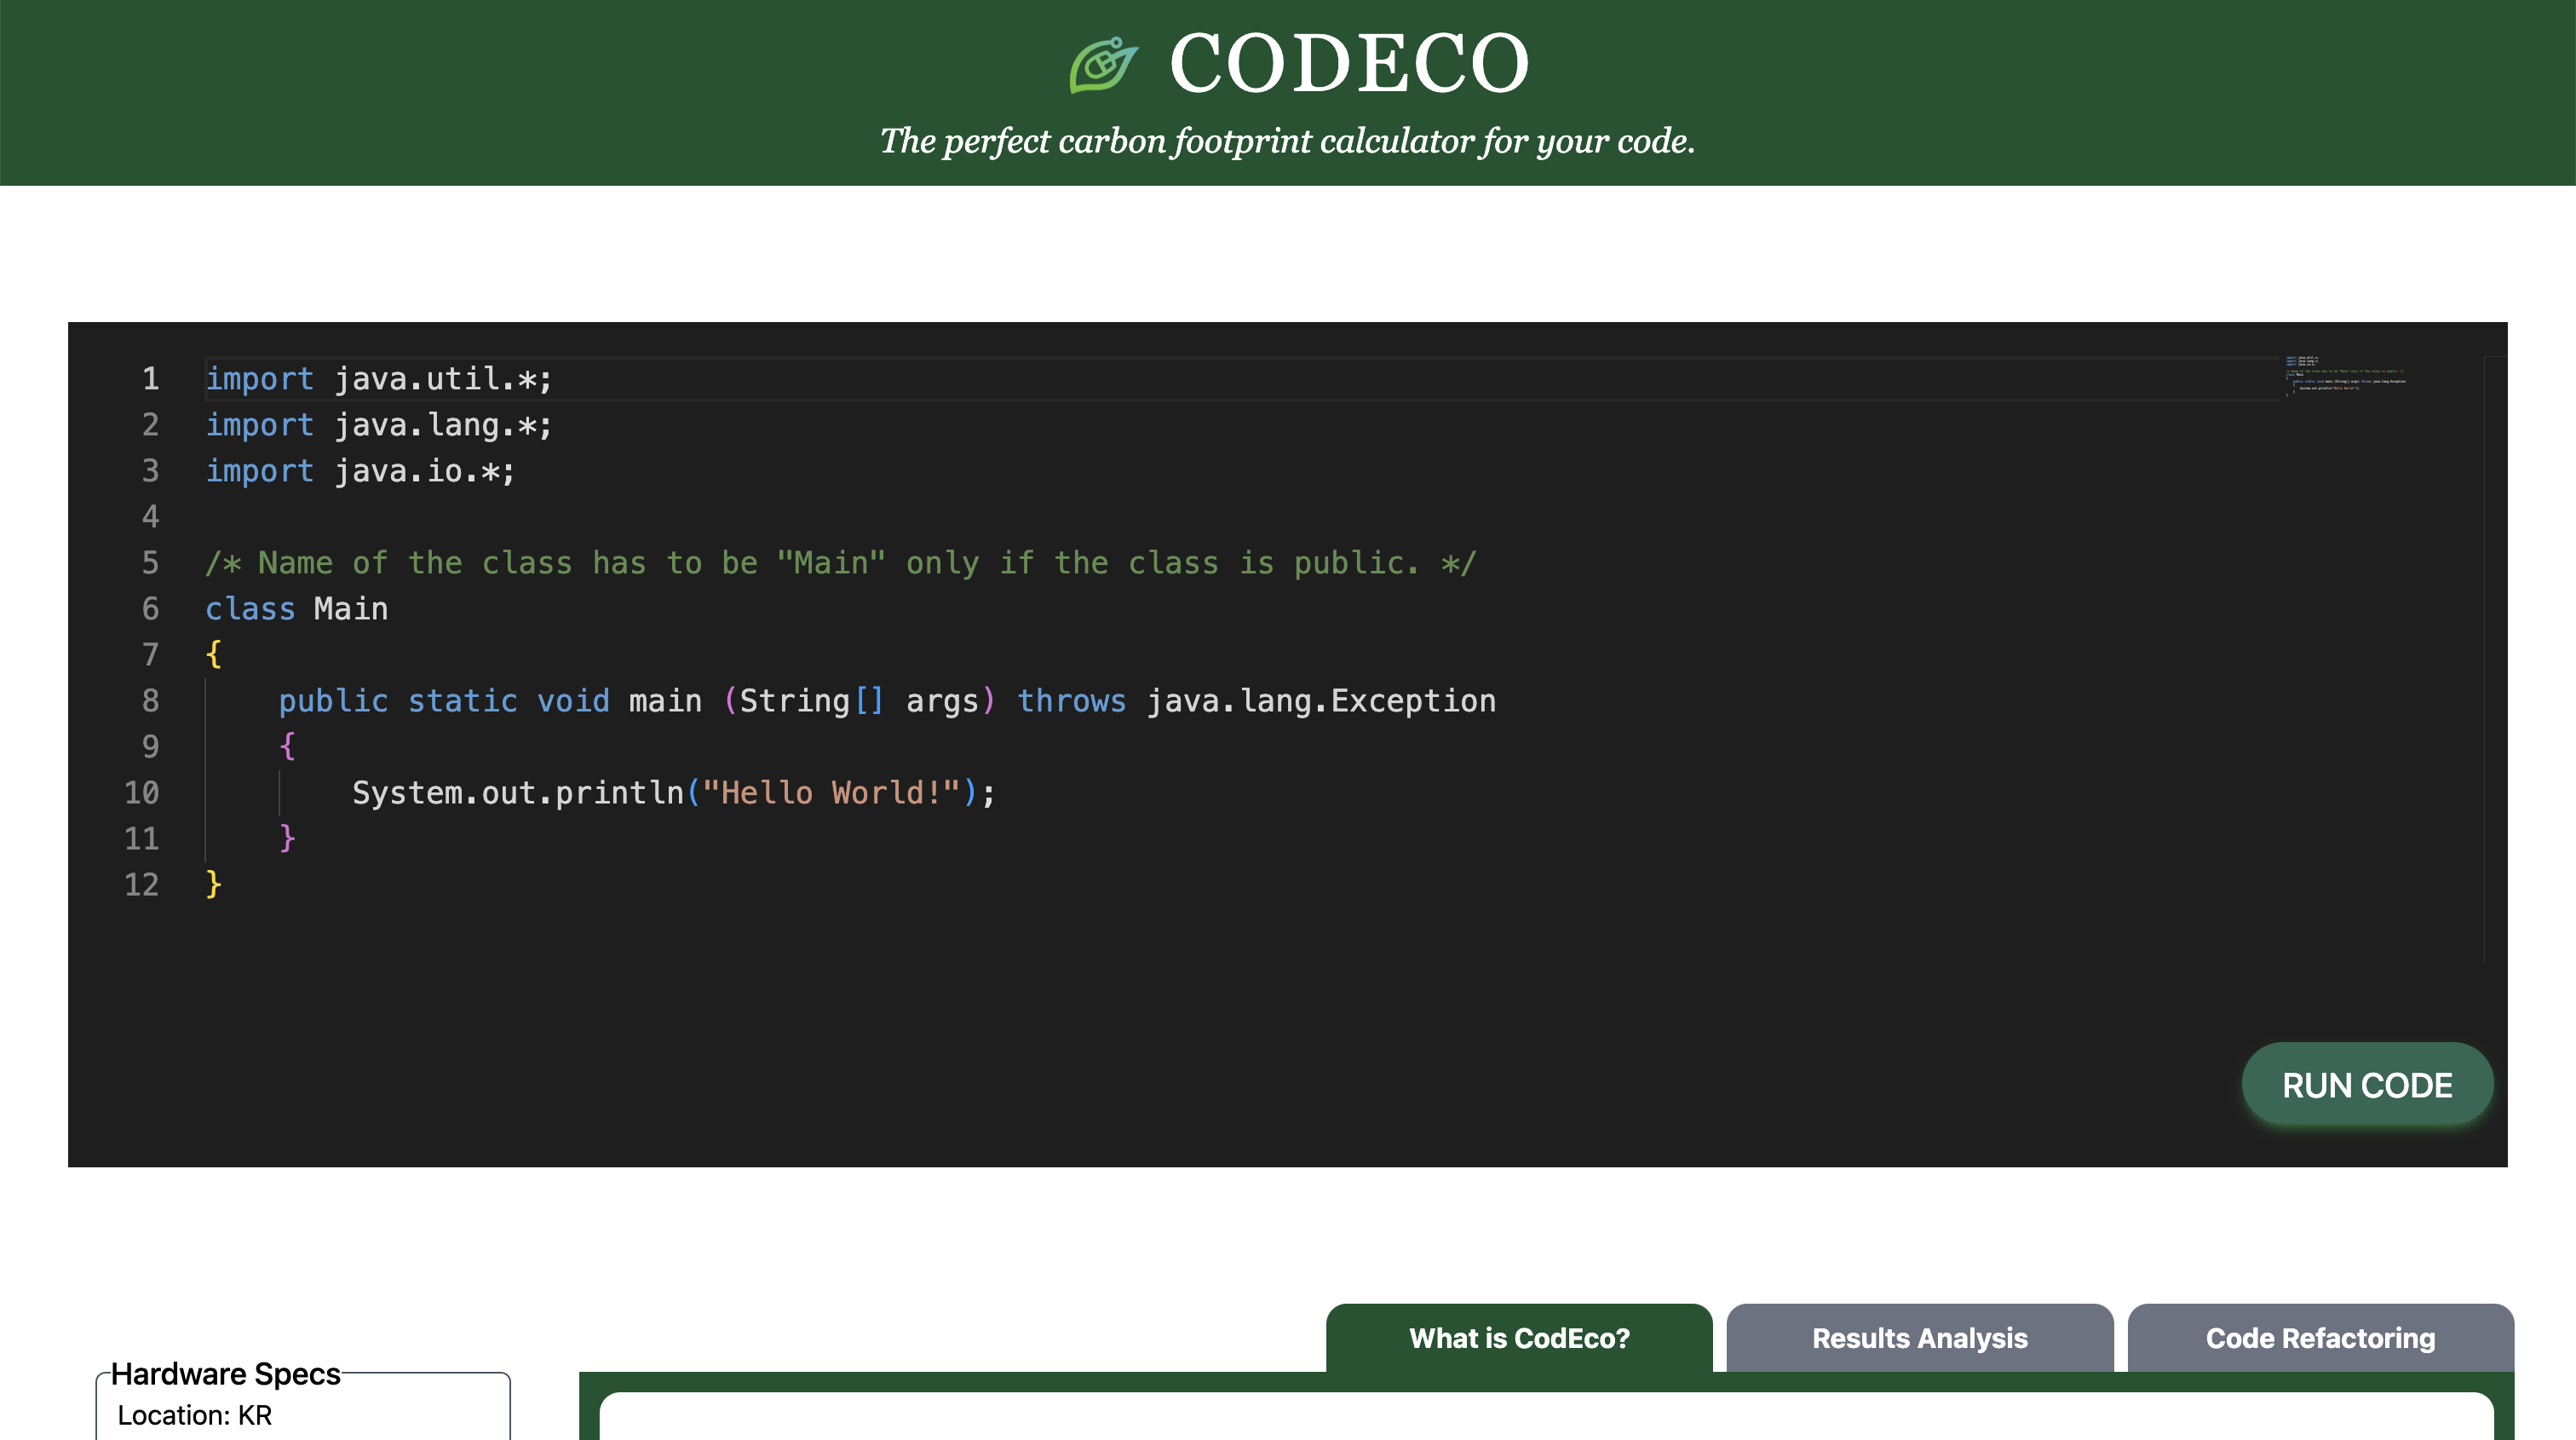 CODECO
The perfect carbon footprint calculator for your code.
1 import java.util.*;
2 import java.lang.*;
3 import java.io.*;
4
5 /* Name of the class has to be "Main" only if the class is public. */
6 class Main
7 {
8     public static void main (String[] args) throws java.lang.Exception
9     {
10         System.out.println("Hello World!");
11     }
12 }
RUN CODE
What is CodEco?
Results Analysis
Code Refactoring
Hardware Specs
Location: KR